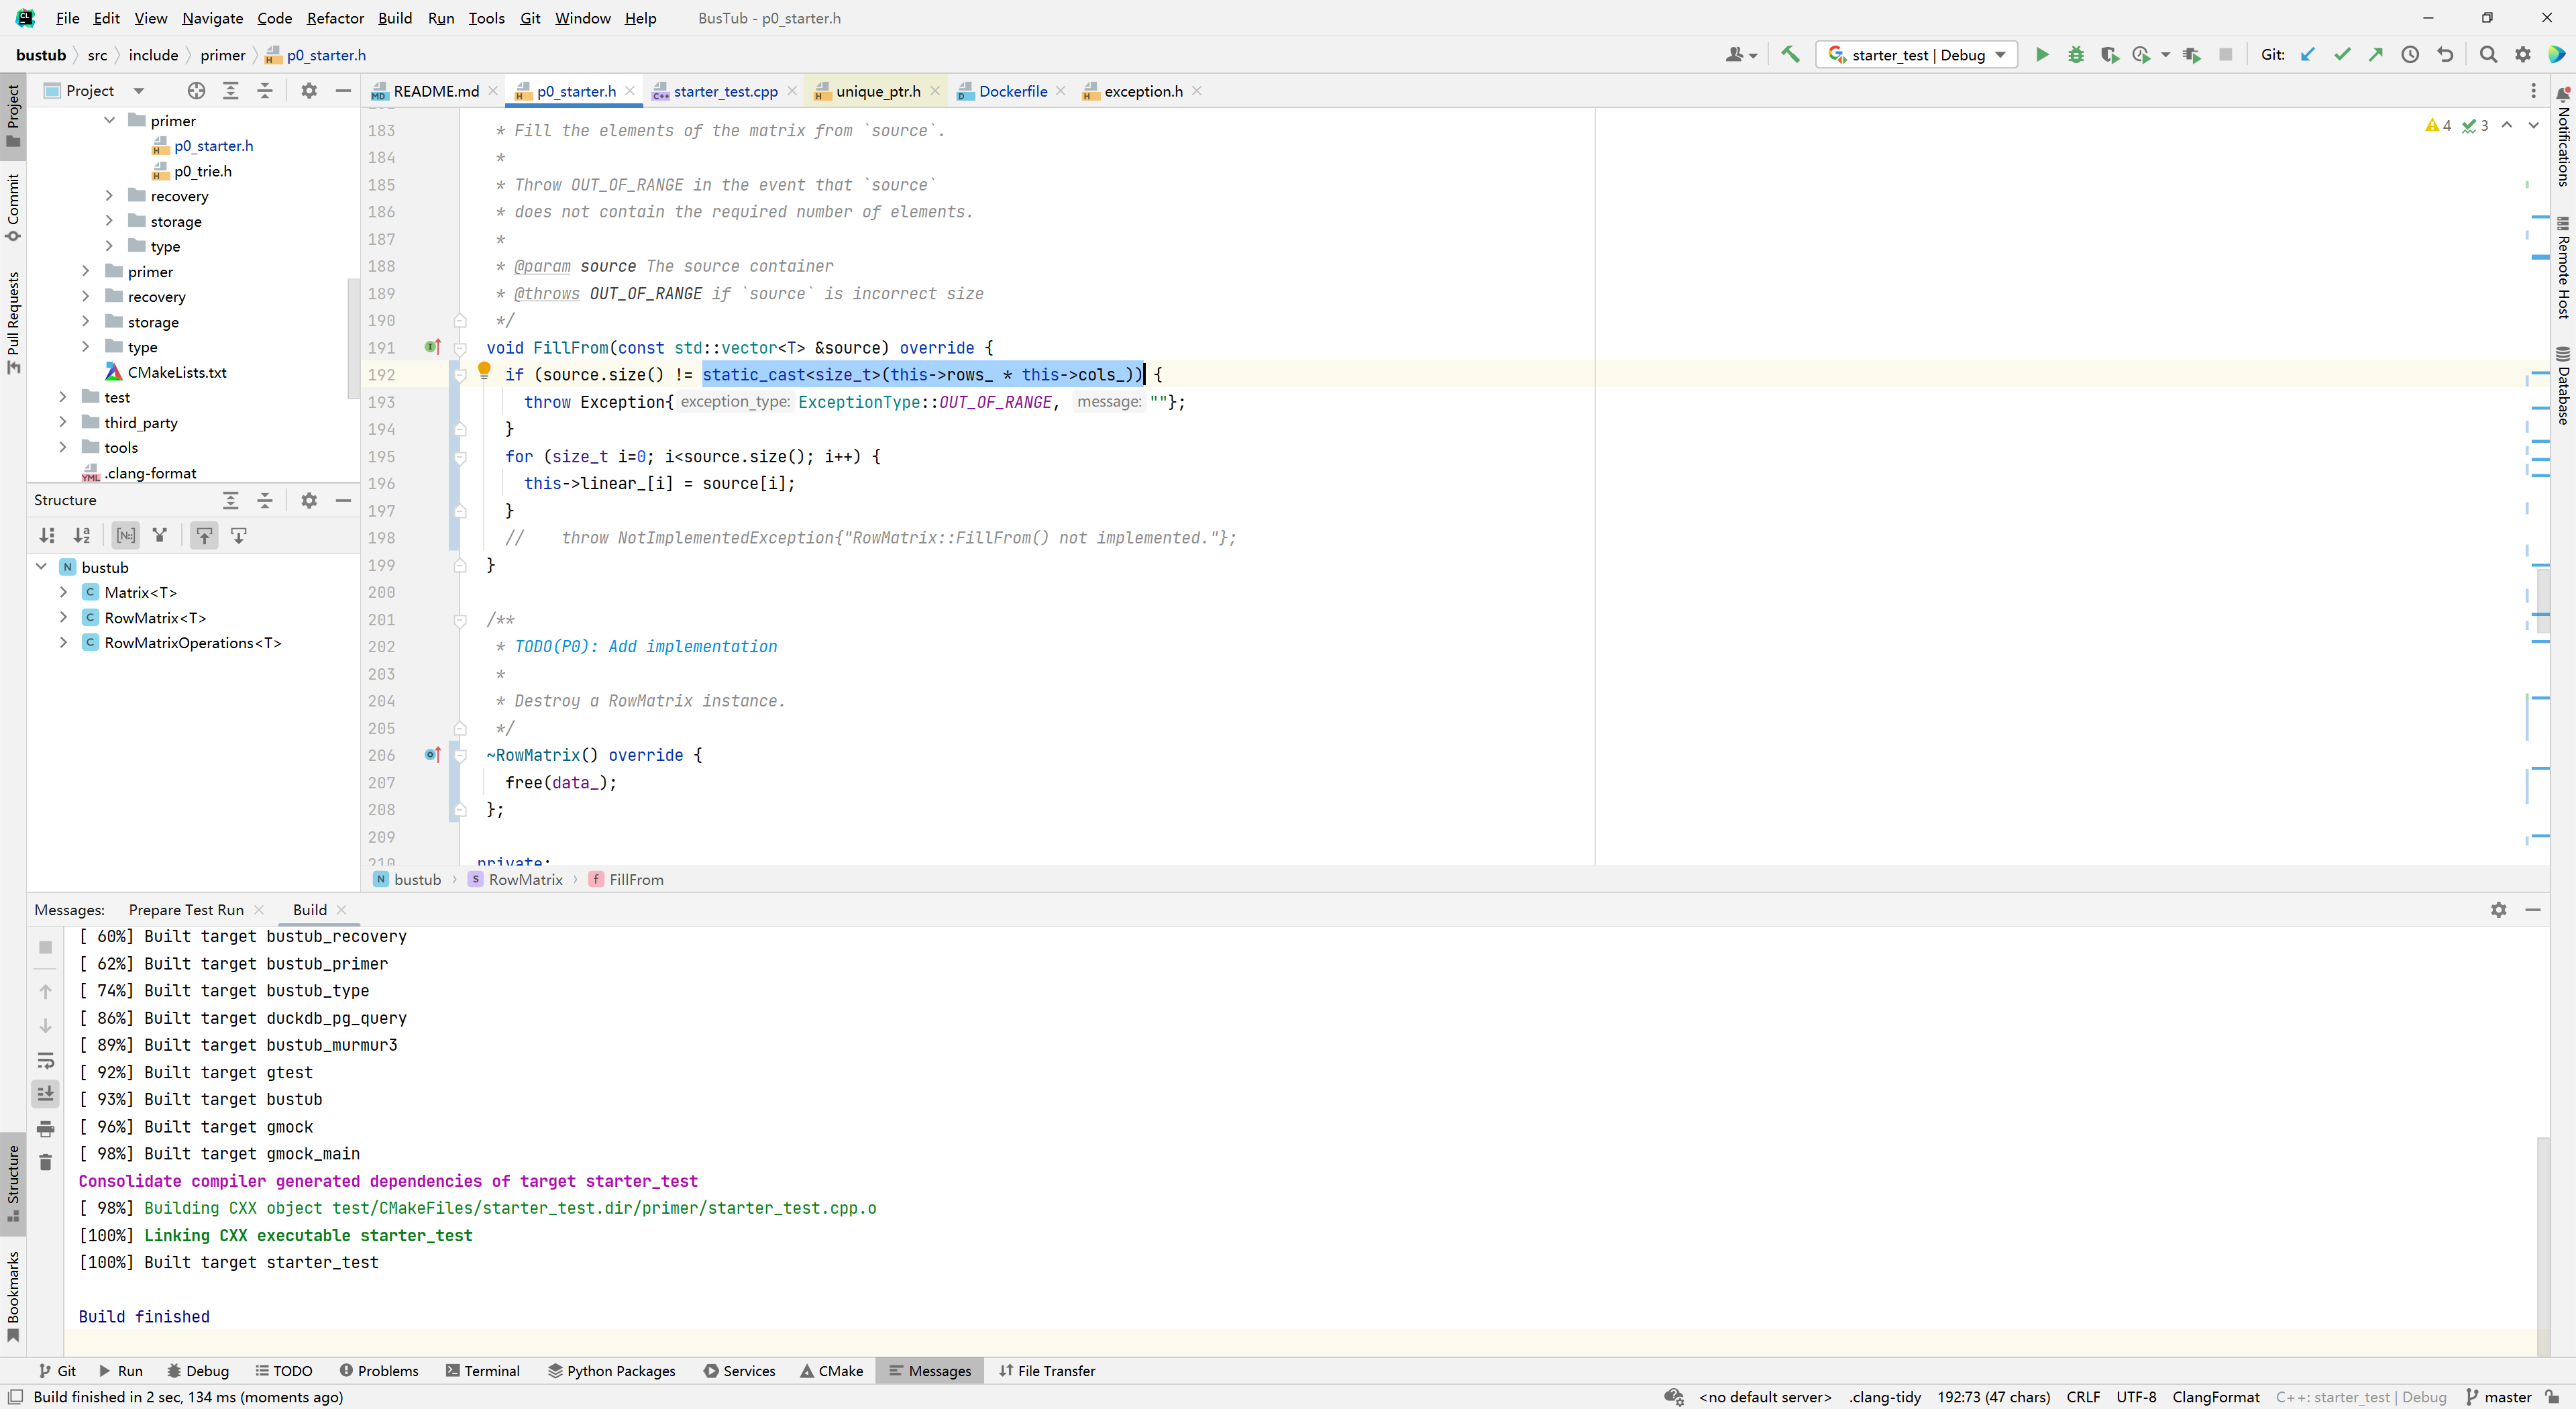 File Edit View Navigate Code Refactor Build Run Tools Git Window Help BusTub - p0_starter.h
bustub src include primer p0_starter.h starter_test | Debug Git:
Project
README.md p0_starter.h starter_test.cpp unique_ptr.h Dockerfile exception.h
primer
p0_starter.h
p0_trie.h
recovery
storage
type
primer
recovery
storage
type
CMakeLists.txt
test
third_party
tools
.clang-format
Structure
bustub
Matrix<T>
RowMatrix<T>
RowMatrixOperations<T>
4 3
183 * Fill the elements of the matrix from `source`.
184 *
185 * Throw OUT_OF_RANGE in the event that `source`
186 * does not contain the required number of elements.
187 *
188 * @param source The source container
189 * @throws OUT_OF_RANGE if `source` is incorrect size
190 */
191 void FillFrom(const std::vector<T> &source) override {
192 if (source.size() != static_cast<size_t>(this->rows_ * this->cols_)) {
193 throw Exception{ exception_type: ExceptionType::OUT_OF_RANGE, message: ""};
194 }
195 for (size_t i=0; i<source.size(); i++) {
196 this->linear_[i] = source[i];
197 }
198 // throw NotImplementedException{"RowMatrix::FillFrom() not implemented."};
199 }
200
201 /**
202 * TODO(P0): Add implementation
203 *
204 * Destroy a RowMatrix instance.
205 */
206 ~RowMatrix() override {
207 free(data_);
208 };
209
210 private:
bustub RowMatrix FillFrom
Messages: Prepare Test Run Build
[ 60%] Built target bustub_recovery
[ 62%] Built target bustub_primer
[ 74%] Built target bustub_type
[ 86%] Built target duckdb_pg_query
[ 89%] Built target bustub_murmur3
[ 92%] Built target gtest
[ 93%] Built target bustub
[ 96%] Built target gmock
[ 98%] Built target gmock_main
Consolidate compiler generated dependencies of target starter_test
[ 98%] Building CXX object test/CMakeFiles/starter_test.dir/primer/starter_test.cpp.o
[100%] Linking CXX executable starter_test
[100%] Built target starter_test
Build finished
Project
Commit
Pull Requests
Structure
Bookmarks
Notifications
Remote Host
Database
Git Run Debug TODO Problems Terminal Python Packages Services CMake Messages File Transfer
Build finished in 2 sec, 134 ms (moments ago) <no default server> .clang-tidy 192:73 (47 chars) CRLF UTF-8 ClangFormat C++: starter_test | Debug master